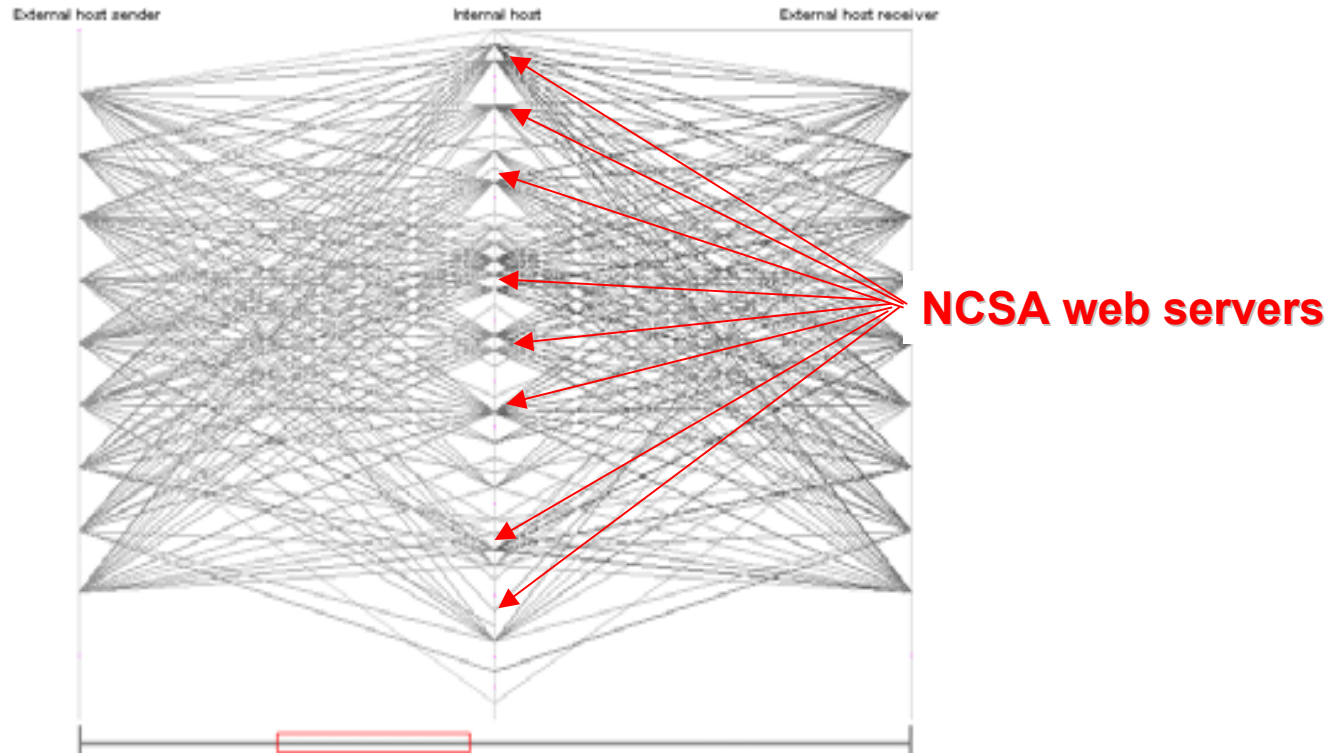 External host sender
Internal host
External host receiver
NCSA web servers